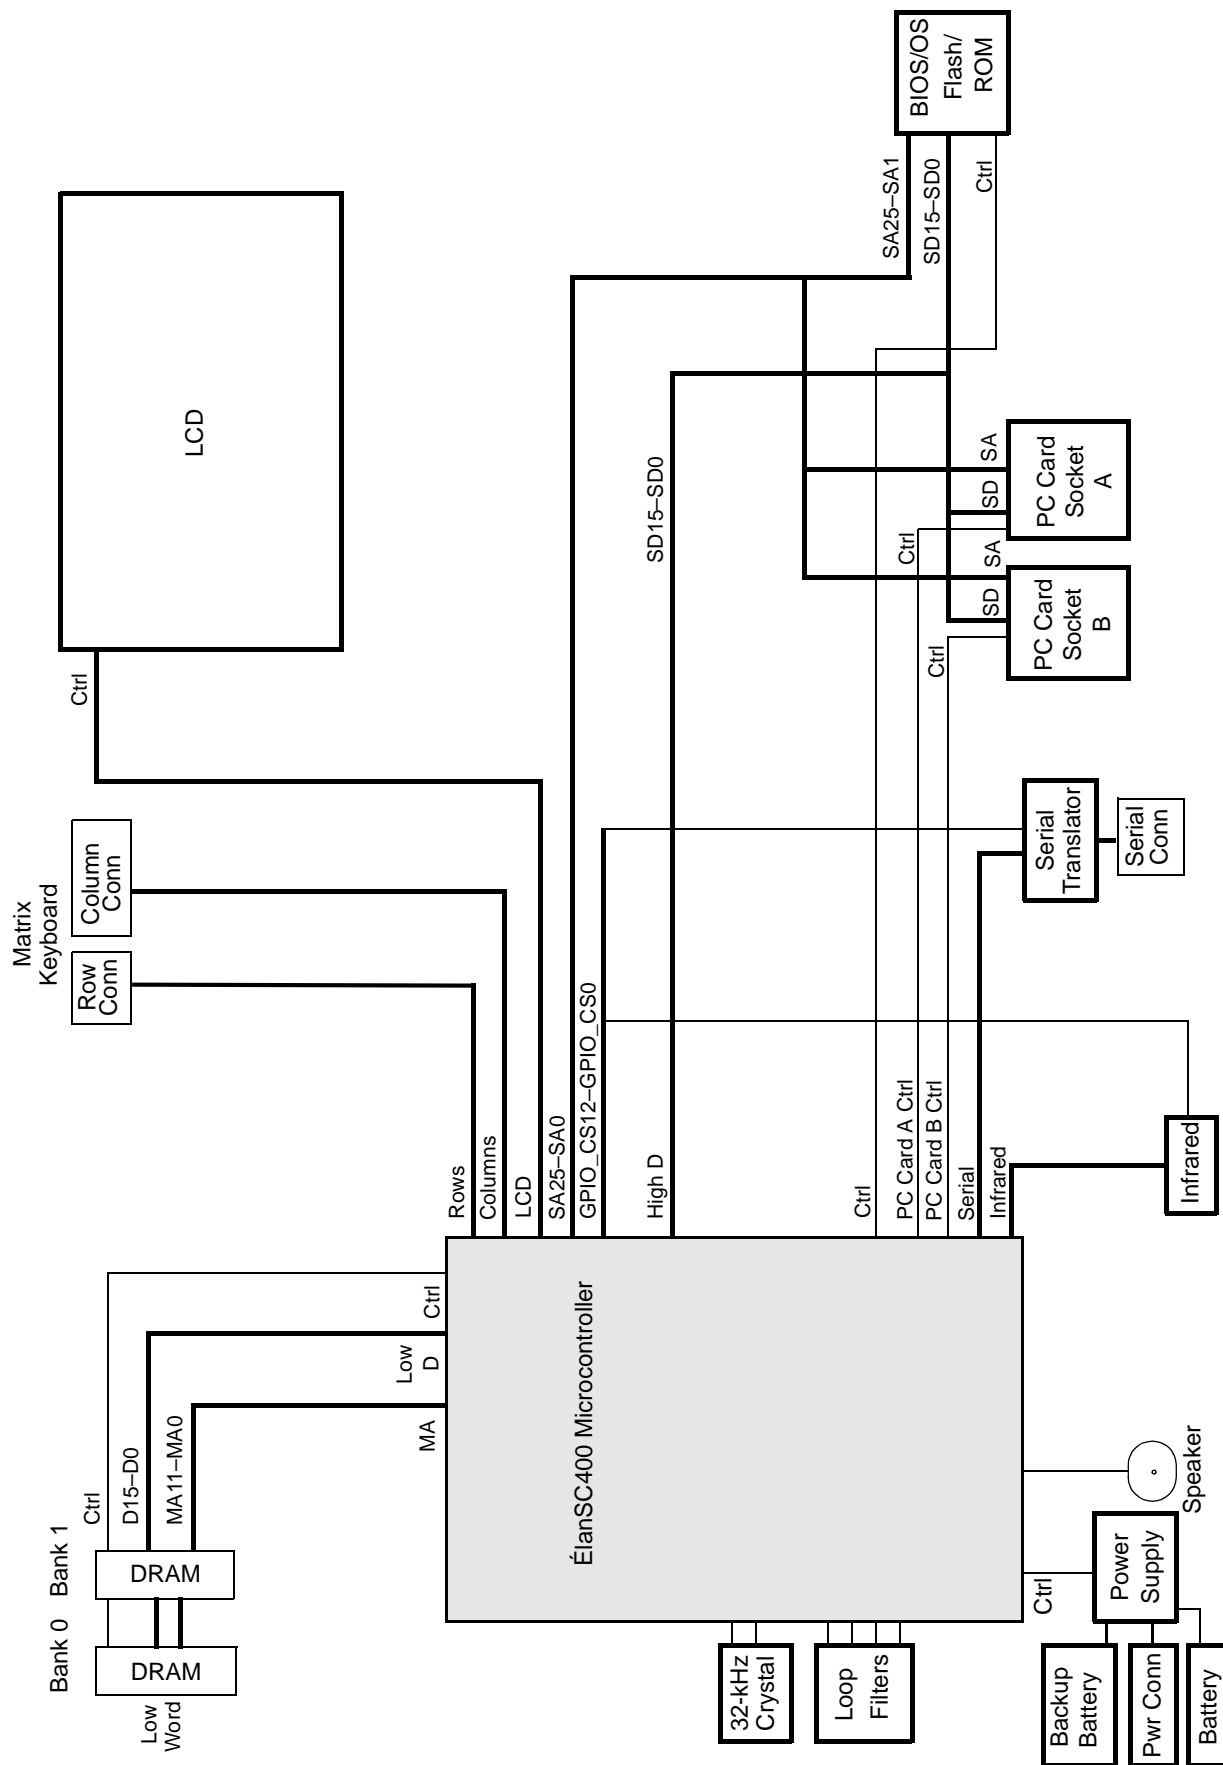 BIOS/OS
Flash/
ROM
SA25–SA1
SD15–SD0
Ctrl
LCD
Ctrl
SD15–SD0
SA
SD
Ctrl
PC Card
Socket
A
SA
SD
Ctrl
PC Card
Socket
B
Matrix
Keyboard
Column
Conn
Row
Conn
Serial
Translator
Serial
Conn
Infrared
Rows
Columns
LCD
SA25–SA0
GPIO_CS12–GPIO_CS0
High D
Ctrl
PC Card A Ctrl
PC Card B Ctrl
Serial
Infrared
ÉlanSC400 Microcontroller
Ctrl
Low
D
MA
Ctrl
D15–D0
MA11–MA0
Bank 1
DRAM
Bank 0
DRAM
Low
Word
32-kHz
Crystal
Loop
Filters
Speaker
Ctrl
Power
Supply
Backup
Battery
Pwr Conn
Battery